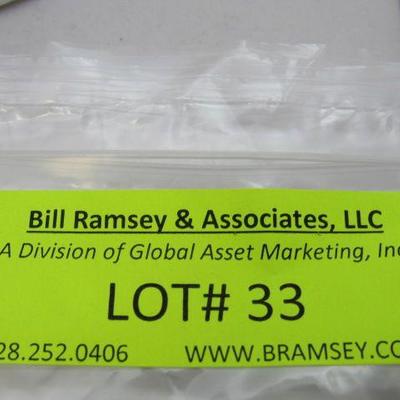 Bill Ramsey & Associates, LLC
A Division of Global Asset Marketing, Inc
LOT# 33
28.252.0406 WWW.BRAMSEY.CO